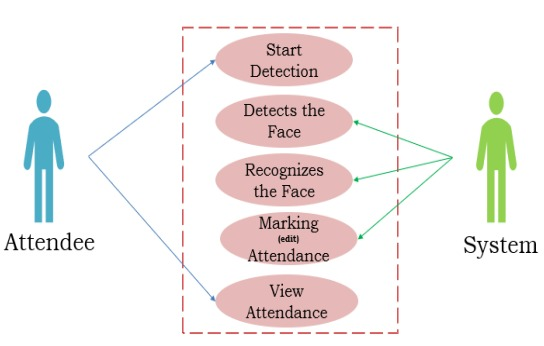 Start
Detection
Detects the
Face
Recognizes
the Face
Marking
(edit)
Attendance
View
Attendance
Attendee
System